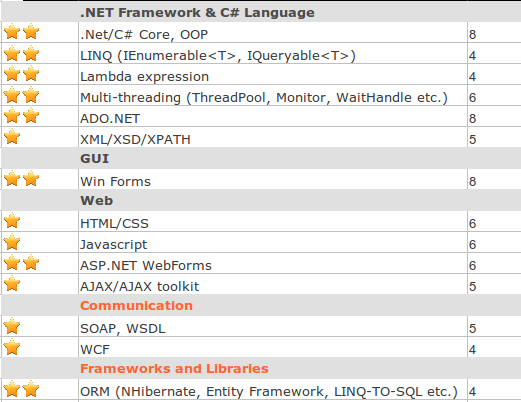 .NET Framework & C# Language
.Net/C# Core, OOP 8
LINQ (IEnumerable<T>, IQueryable<T>) 4
Lambda expression 4
Multi-threading (ThreadPool, Monitor, WaitHandle etc.) 6
ADO.NET 8
XML/XSD/XPATH 5
GUI
Win Forms 8
Web
HTML/CSS 6
Javascript 6
ASP.NET WebForms 6
AJAX/AJAX toolkit 5
Communication
SOAP, WSDL 5
WCF 4
Frameworks and Libraries
ORM (NHibernate, Entity Framework, LINQ-TO-SQL etc.) 4